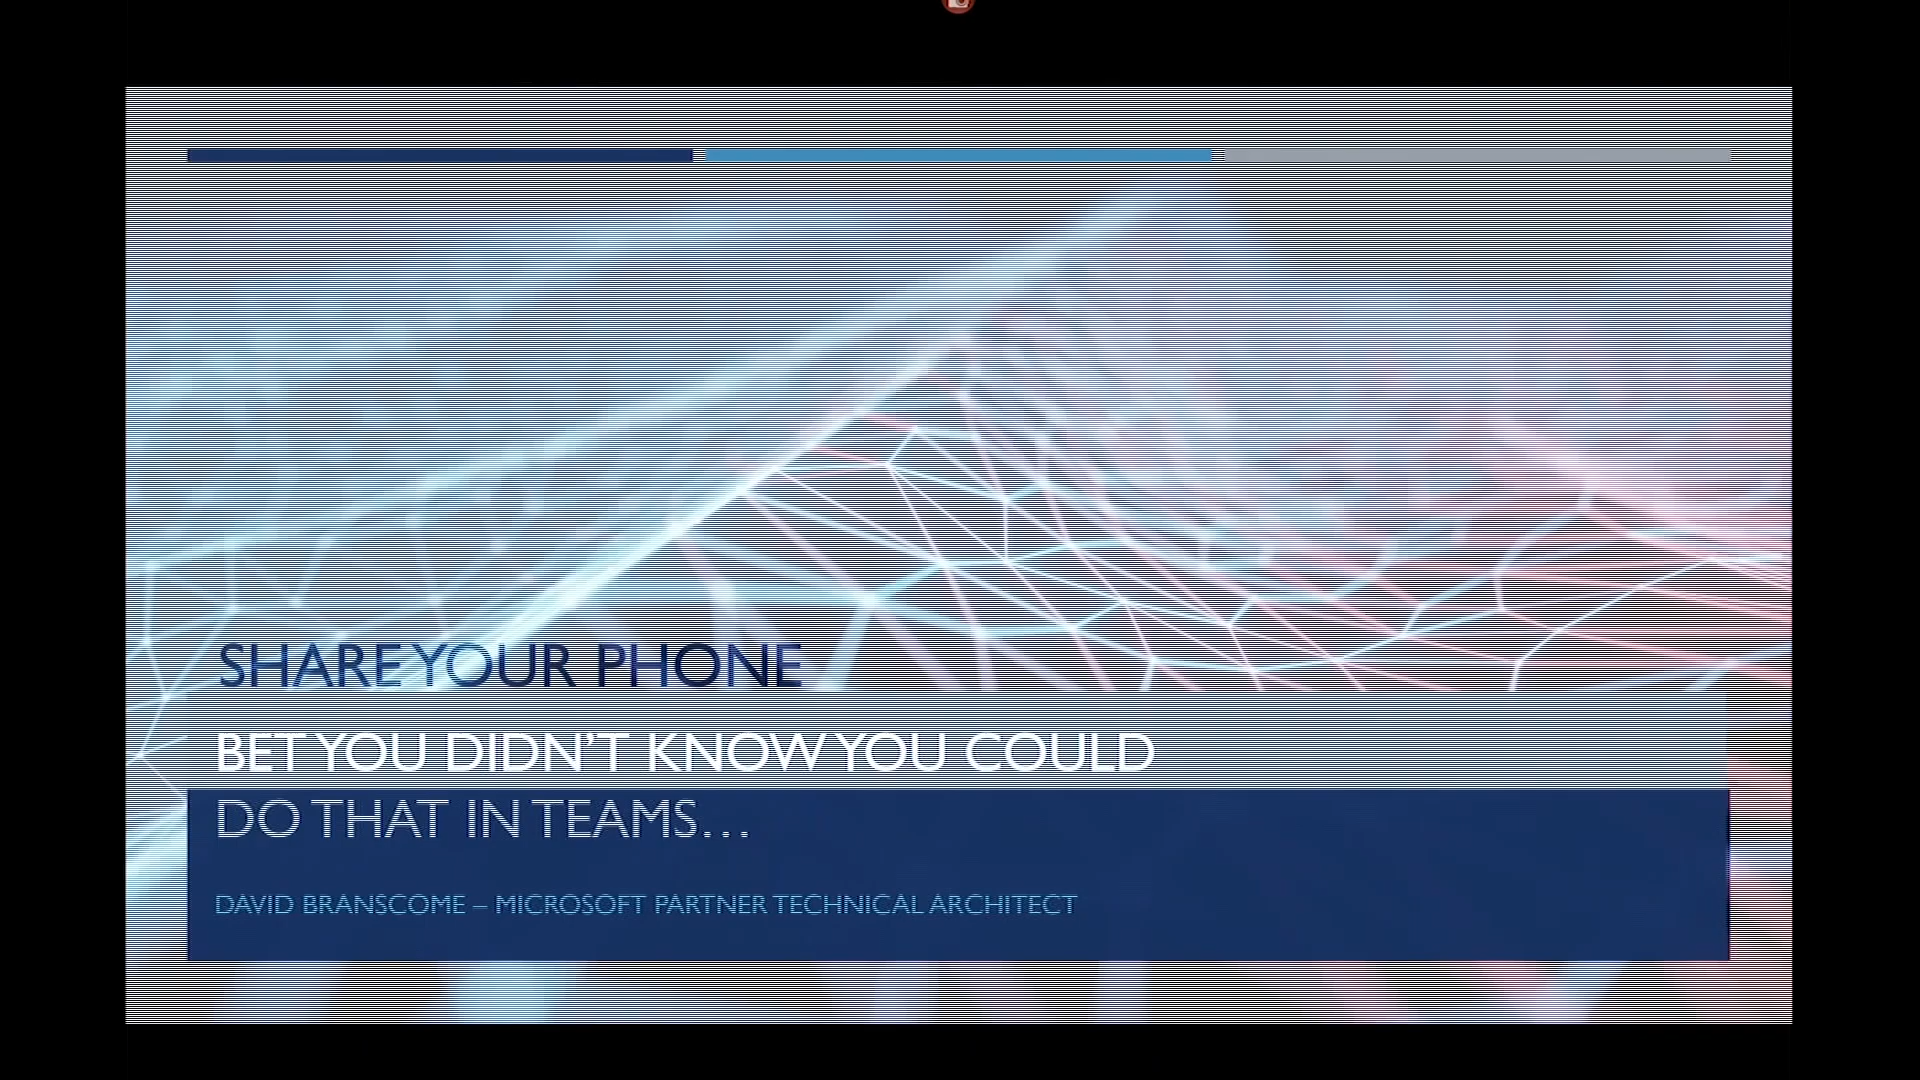 SHARE YOUR PHONE
BET YOU DIDN'T KNOW YOU COULD
DO THAT IN TEAMS...
DAVID BRANSCOME – MICROSOFT PARTNER TECHNICAL ARCHITECT